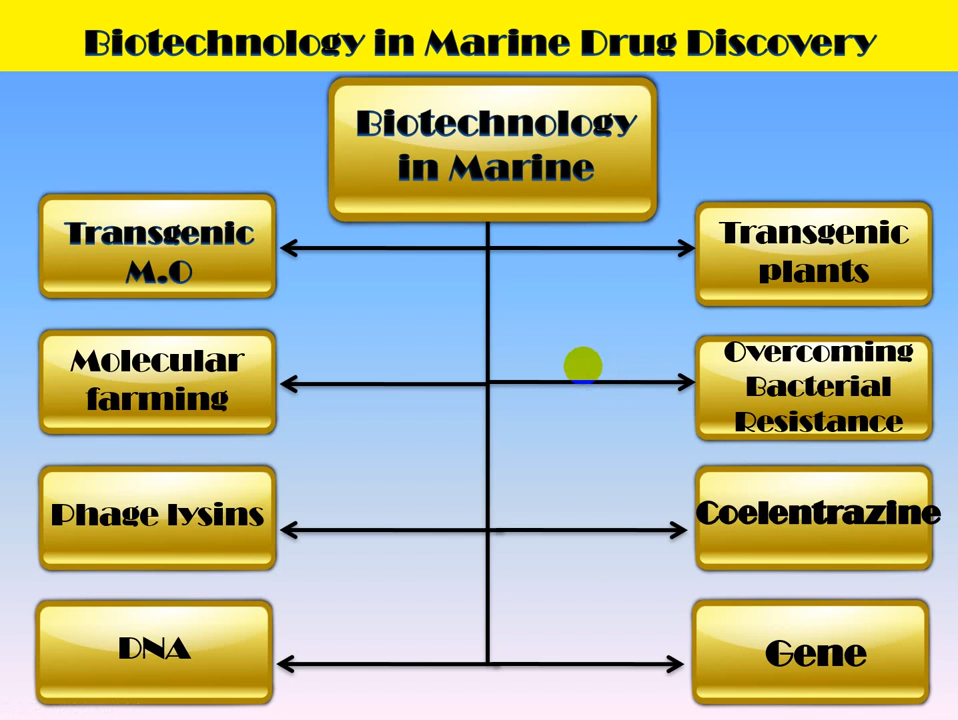 Biotechnology in Marine Drug Discovery
Biotechnology
in Marine
Transgenic
M.O
Transgenic
plants
Molecular
farming
Overcoming
Bacterial
Resistance
Phage lysins
Coelentrazine
DNA
Gene